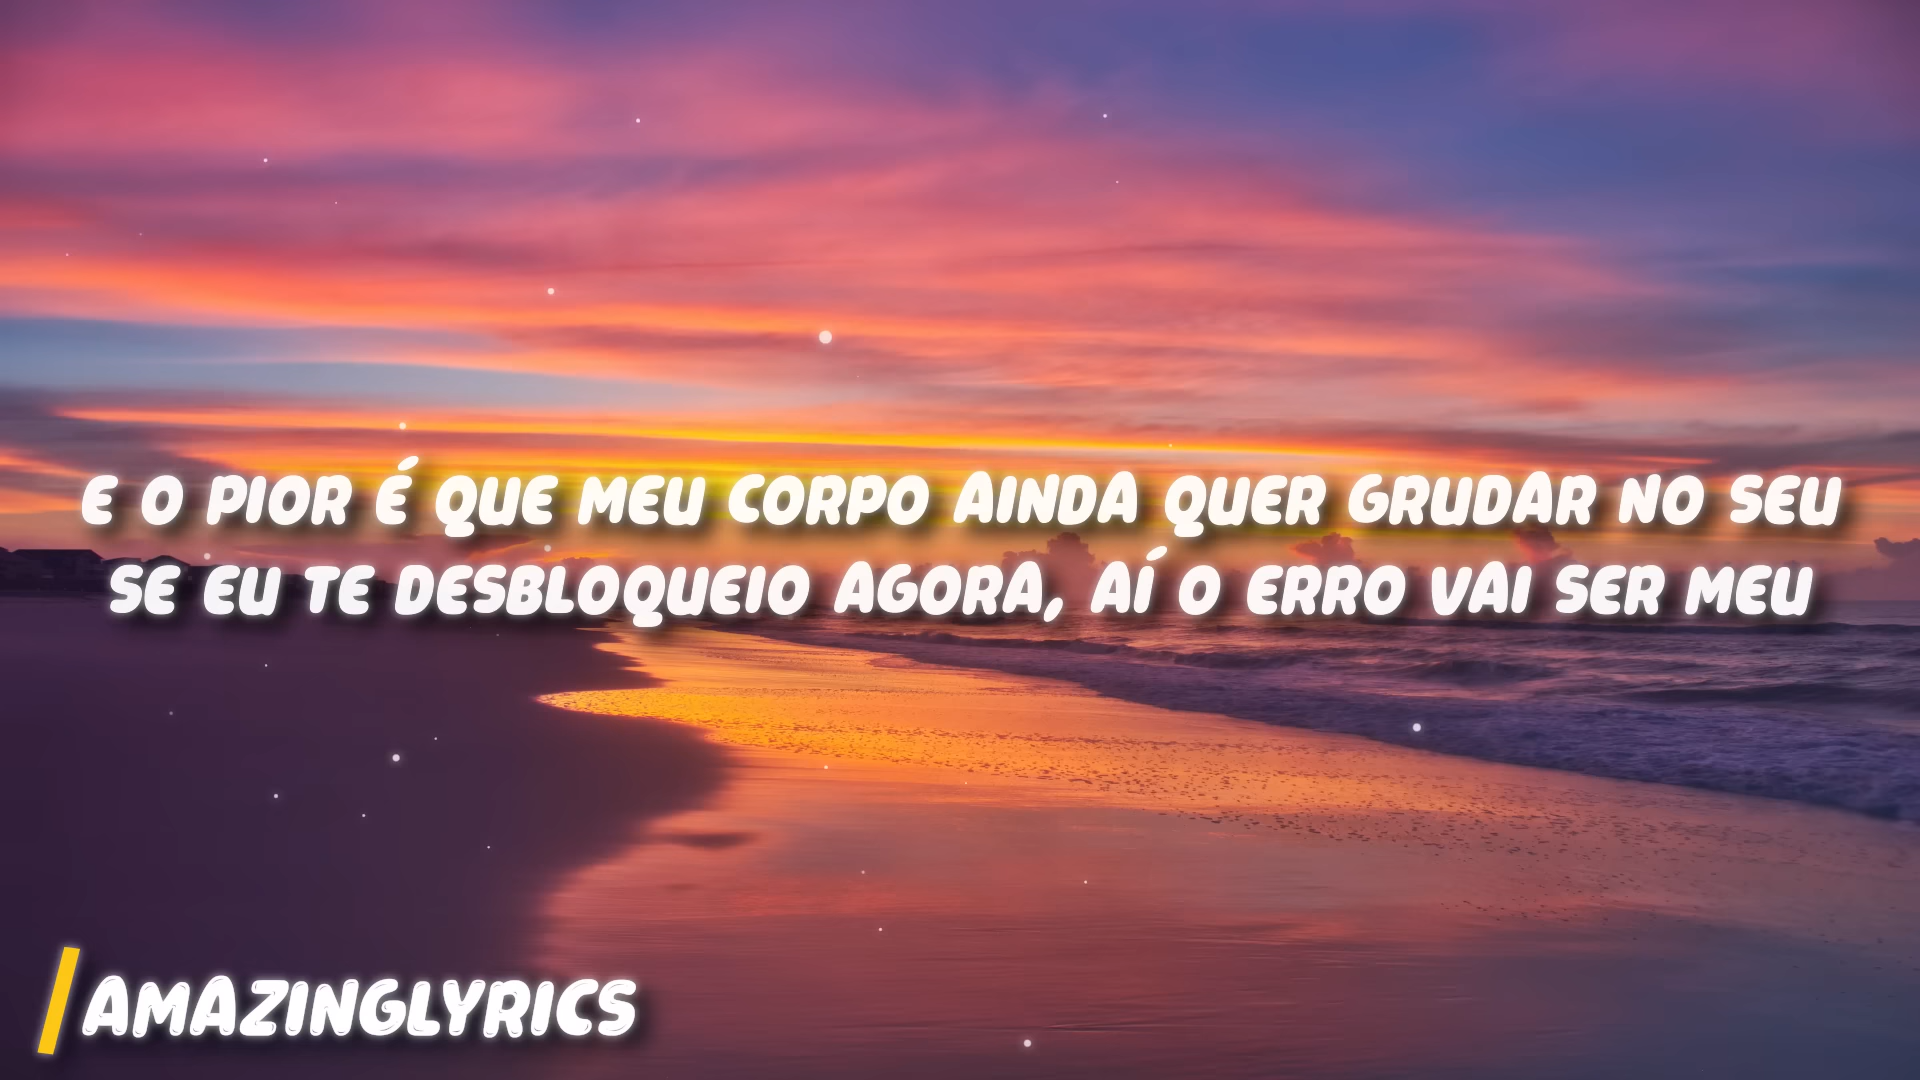 E O PIOR É QUE MEU CORPO AINDA QUER GRUDAR NO SEU
SE EU TE DESBLOQUEIO AGORA, AÍ O ERRO VAI SER MEU
AMAZINGLYRICS